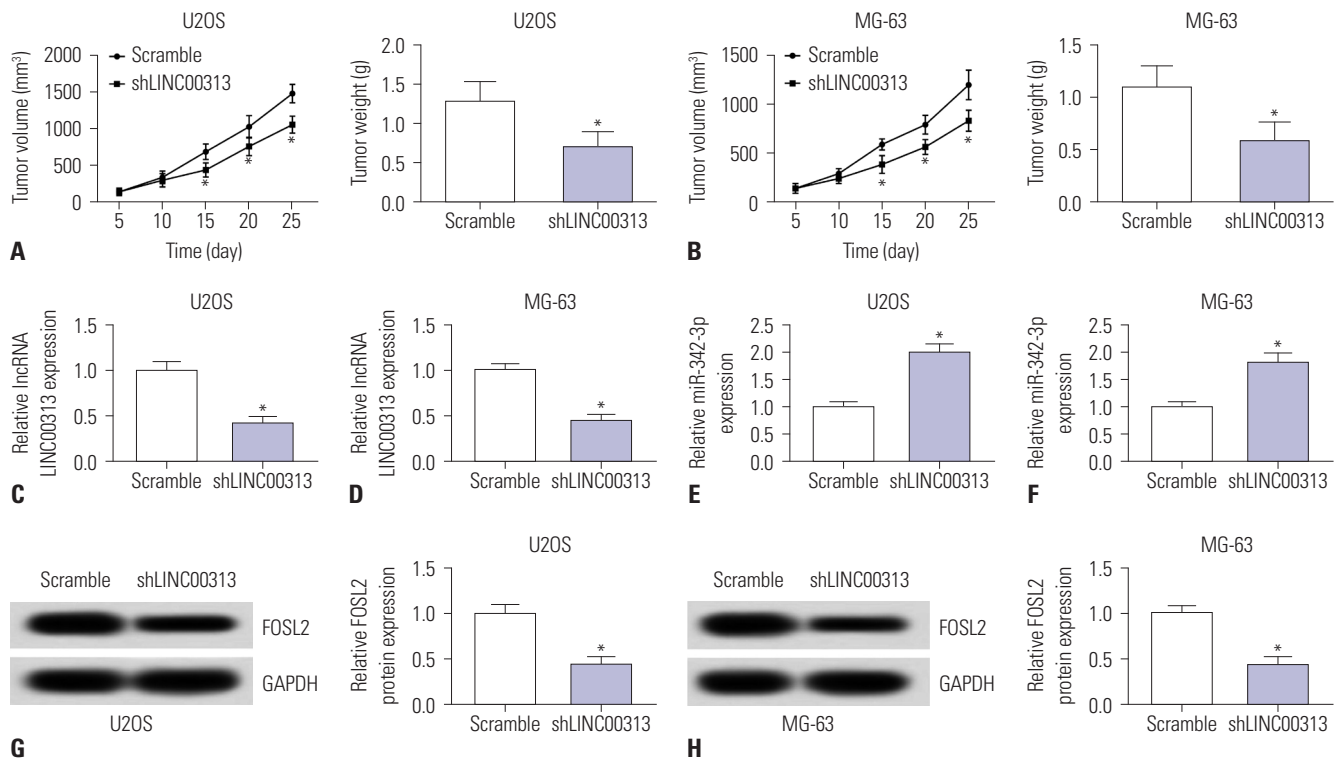 U2OS
Tumor volume (mm³)
2000
1500
1000
500
0
Scramble
shLINC00313
*
*
*
5 10 15 20 25
Time (day)
A
U2OS
Tumor weight (g)
2.0
1.5
1.0
0.5
0.0
*
Scramble shLINC00313
MG-63
Tumor volume (mm³)
1500
1000
500
0
Scramble
shLINC00313
*
*
*
5 10 15 20 25
Time (day)
B
MG-63
Tumor weight (g)
1.5
1.0
0.5
0.0
*
Scramble shLINC00313
U2OS
Relative lncRNA
LINC00313 expression
1.5
1.0
0.5
0.0
*
Scramble shLINC00313
C
MG-63
Relative lncRNA
LINC00313 expression
1.5
1.0
0.5
0.0
*
Scramble shLINC00313
D
U2OS
Relative miR-342-3p
expression
2.5
2.0
1.5
1.0
0.5
0.0
*
Scramble shLINC00313
E
MG-63
Relative miR-342-3p
expression
2.5
2.0
1.5
1.0
0.5
0.0
*
Scramble shLINC00313
F
Scramble shLINC00313
FOSL2
GAPDH
U2OS
G
U2OS
Relative FOSL2
protein expression
1.5
1.0
0.5
0.0
*
Scramble shLINC00313
Scramble shLINC00313
FOSL2
GAPDH
MG-63
H
MG-63
Relative FOSL2
protein expression
1.5
1.0
0.5
0.0
*
Scramble shLINC00313